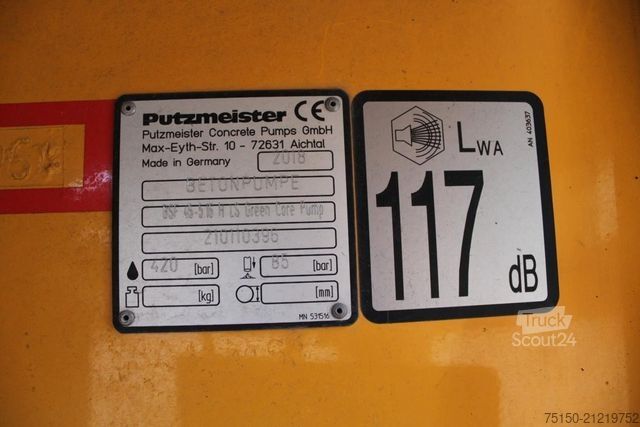 Putzmeister CE
Putzmeister Concrete Pumps GmbH
Max-Eyth-Str. 10 - 72631 Aichtal
Made in Germany 2018
BETONPUMPE
BSF 46-5.16 H LS Green Core Pump
210110396
420 [bar] 85 [bar]
[kg] [mm]
MN 531516
LWA
AN 403637
117
dB
Truck
Scout24
75150-21219752